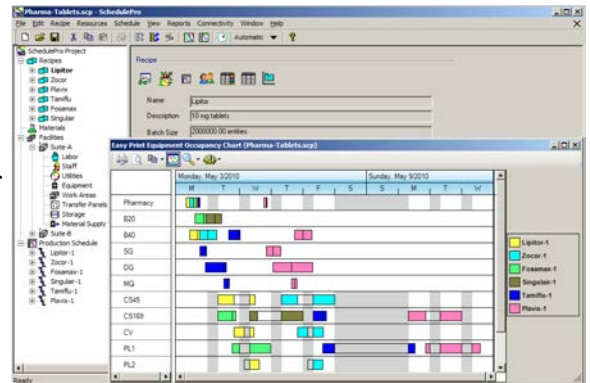 Pharma-Tablets.scp - SchedulePro
File Edit Recipe Resources Schedule View Reports Connectivity Window Help
Automatic
SchedulePro Project
Recipes
Lipitor
Zocor
Plavix
Tamiflu
Fosamax
Singulair
Materials
Facilities
Suite-A
Labor
Staff
Utilities
Equipment
Work Areas
Transfer Panels
Storage
Material Supply
Suite-B
Production Schedule
Lipitor-1
Zocor-1
Fosamax-1
Singulair-1
Tamiflu-1
Plavix-1
Ready
Recipe
Name Lipitor
Description 10 mg tablets
Batch Size 2000000.00 entities
Easy Print Equipment Occupancy Chart (Pharma-Tablets.scp)
Monday, May 3/2010 Sunday, May 9/2010
M T W T F S S M T W
Pharmacy
B20
B40
SG
DG
MG
CS45
CS169
CV
PL1
PL2
Lipitor-1
Zocor-1
Fosamax-1
Singulair-1
Tamiflu-1
Plavix-1